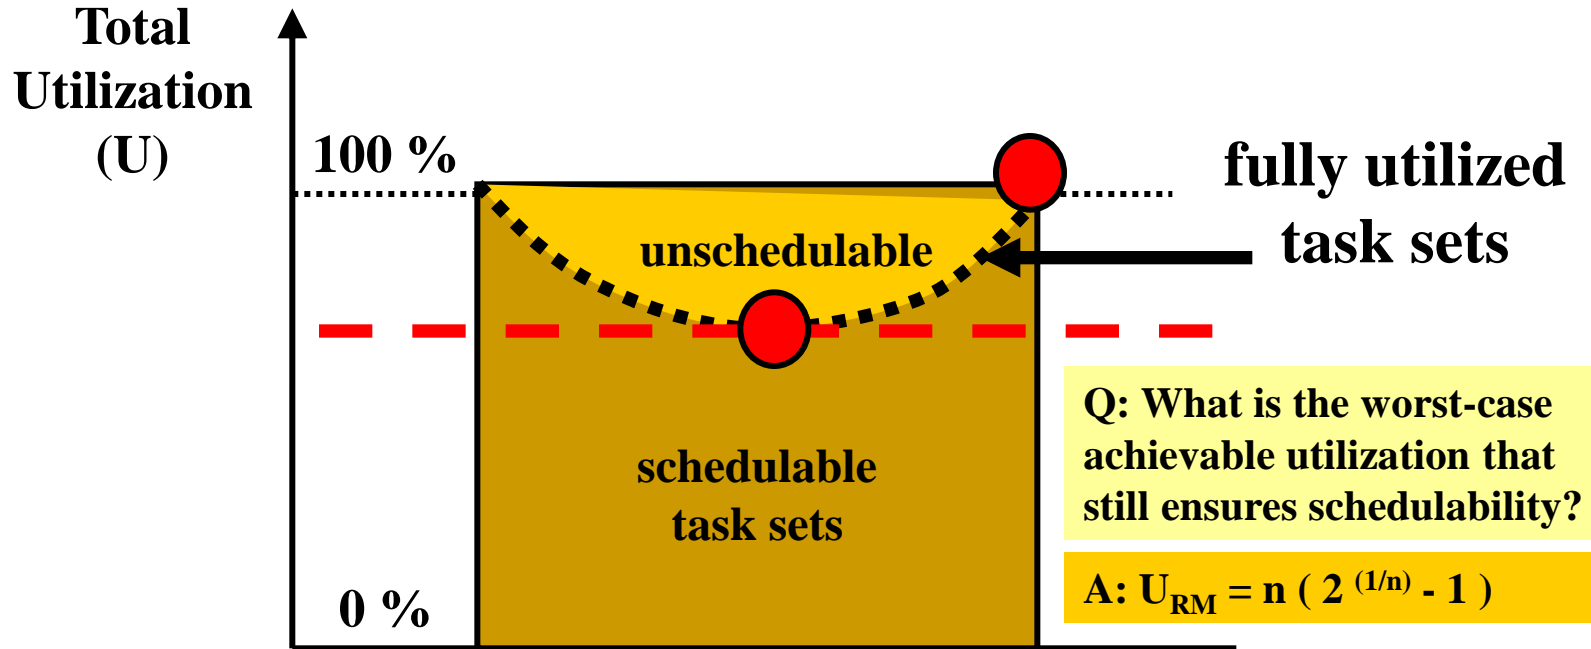 Total
Utilization
(U)
100 %
fully utilized
task sets
unschedulable
schedulable
task sets
0 %
Q: What is the worst-case
achievable utilization that
still ensures schedulability?
A: U_RM = n ( 2 ^(1/n) - 1 )